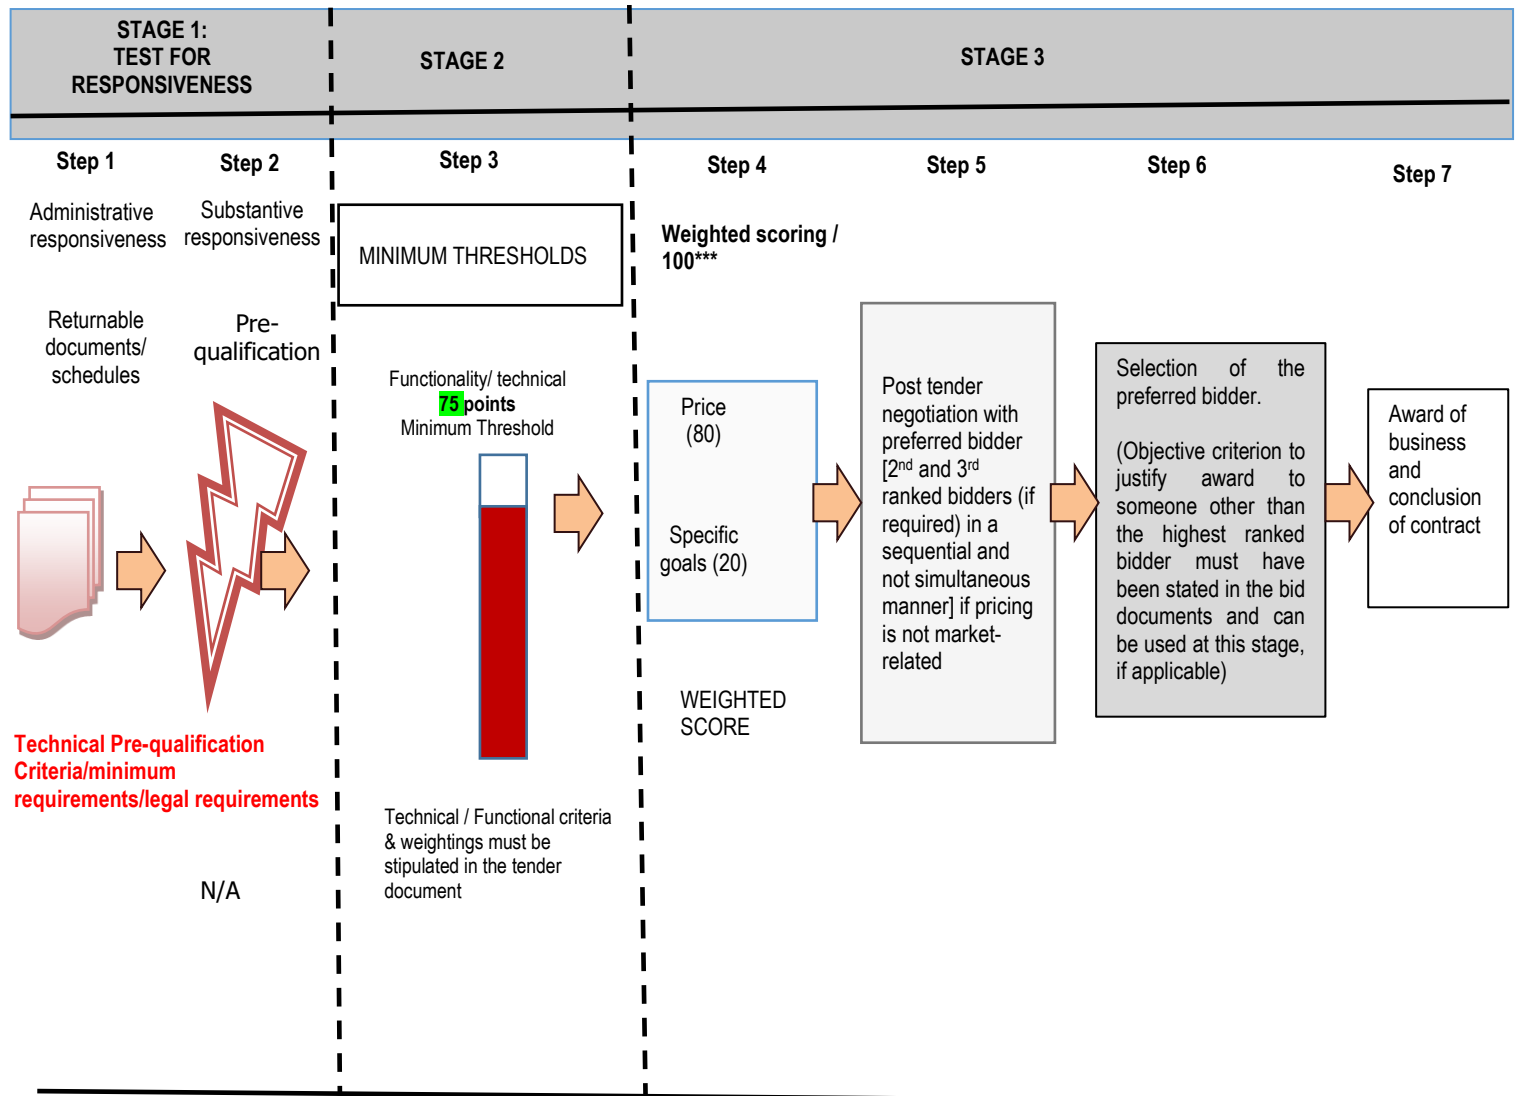 STAGE 1:
TEST FOR
RESPONSIVENESS
STAGE 2
STAGE 3
Step 1
Step 2
Step 3
Step 4
Step 5
Step 6
Step 7
Administrative
responsiveness
Substantive
responsiveness
MINIMUM THRESHOLDS
Weighted scoring /
100***
Returnable
documents/
schedules
Pre-
qualification
Functionality/ technical
75 points
Minimum Threshold
Price
(80)
Specific
goals (20)
WEIGHTED
SCORE
Post tender
negotiation with
preferred bidder
[2nd and 3rd
ranked bidders (if
required) in a
sequential and
not simultaneous
manner] if pricing
is not market-
related
Selection of the
preferred bidder.
(Objective criterion to
justify award to
someone other than
the highest ranked
bidder must have
been stated in the bid
documents and can
be used at this stage,
if applicable)
Award of
business
and
conclusion
of contract
Technical Pre-qualification
Criteria/minimum
requirements/legal requirements
N/A
Technical / Functional criteria
& weightings must be
stipulated in the tender
document